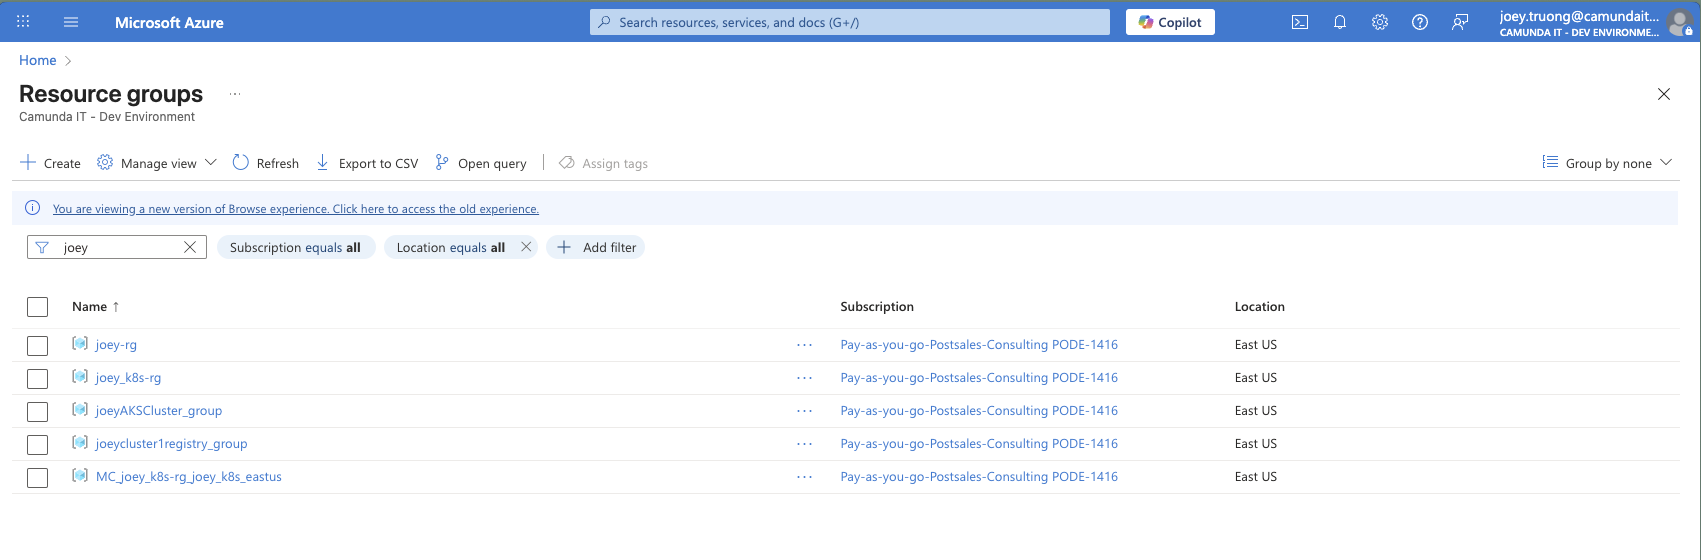 Microsoft Azure
Search resources, services, and docs (G+/)
Copilot
joey.truong@camundait...
CAMUNDA IT - DEV ENVIRONME...
Home
Resource groups ...
Camunda IT - Dev Environment
Create
Manage view
Refresh
Export to CSV
Open query
Assign tags
Group by none
You are viewing a new version of Browse experience. Click here to access the old experience.
joey
Subscription equals all
Location equals all
Add filter
Name ↑ Subscription Location
joey-rg ... Pay-as-you-go-Postsales-Consulting PODE-1416 East US
joey_k8s-rg ... Pay-as-you-go-Postsales-Consulting PODE-1416 East US
joeyAKSCluster_group ... Pay-as-you-go-Postsales-Consulting PODE-1416 East US
joeycluster1registry_group ... Pay-as-you-go-Postsales-Consulting PODE-1416 East US
MC_joey_k8s-rg_joey_k8s_eastus ... Pay-as-you-go-Postsales-Consulting PODE-1416 East US